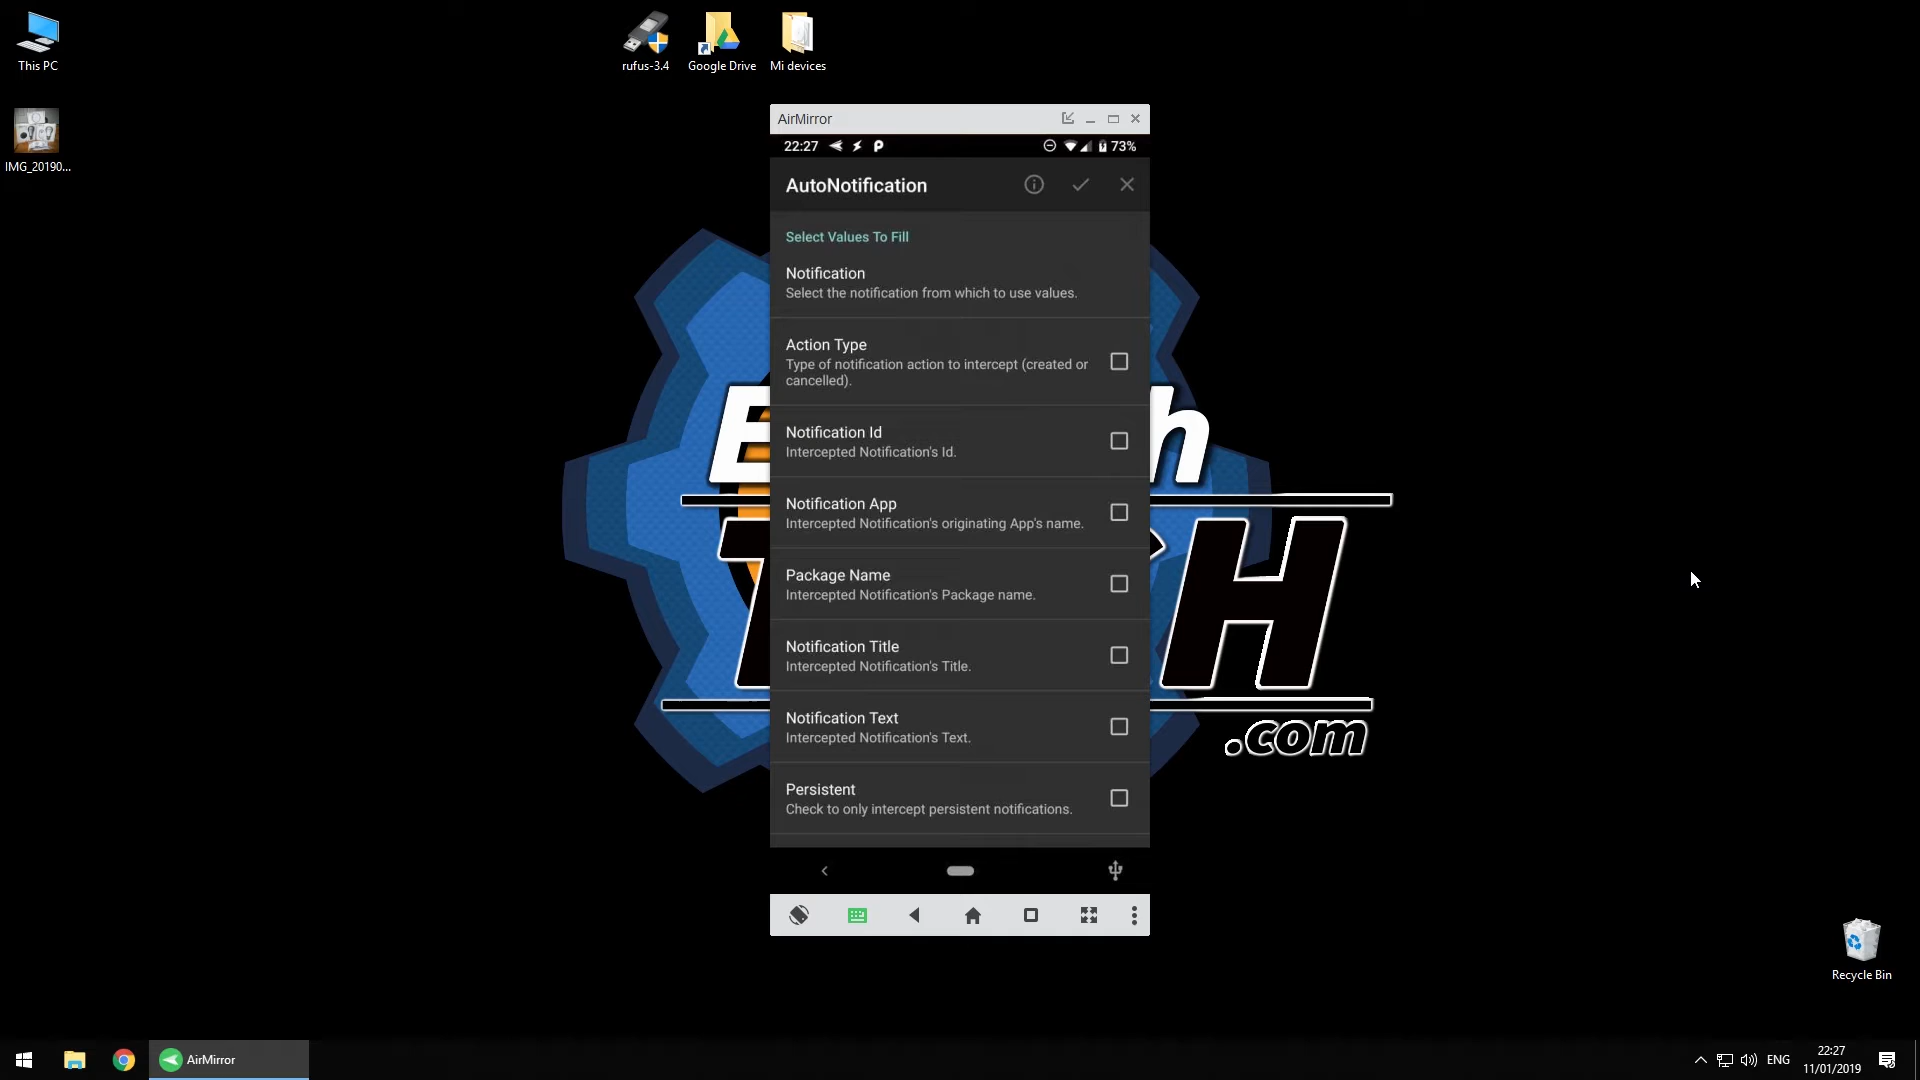 This PC
rufus-3.4
Google Drive
Mi devices
IMG_20190...
AirMirror
22:27
73%
AutoNotification
Select Values To Fill
Notification
Select the notification from which to use values.
Action Type
Type of notification action to intercept (created or
cancelled).
Notification Id
Intercepted Notification's Id.
Notification App
Intercepted Notification's originating App's name.
Package Name
Intercepted Notification's Package name.
Notification Title
Intercepted Notification's Title.
Notification Text
Intercepted Notification's Text.
Persistent
Check to only intercept persistent notifications.
.com
Recycle Bin
AirMirror
ENG
22:27
11/01/2019